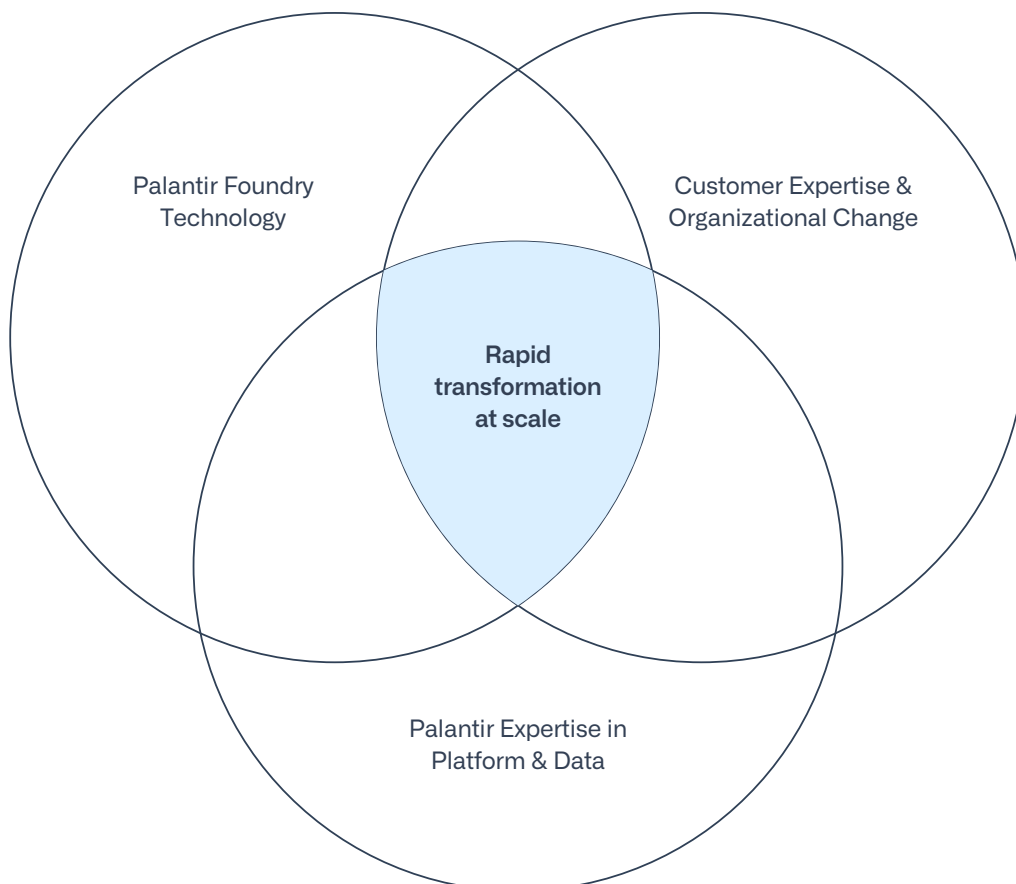 Palantir Foundry
Technology
Customer Expertise &
Organizational Change
Rapid
transformation
at scale
Palantir Expertise in
Platform & Data